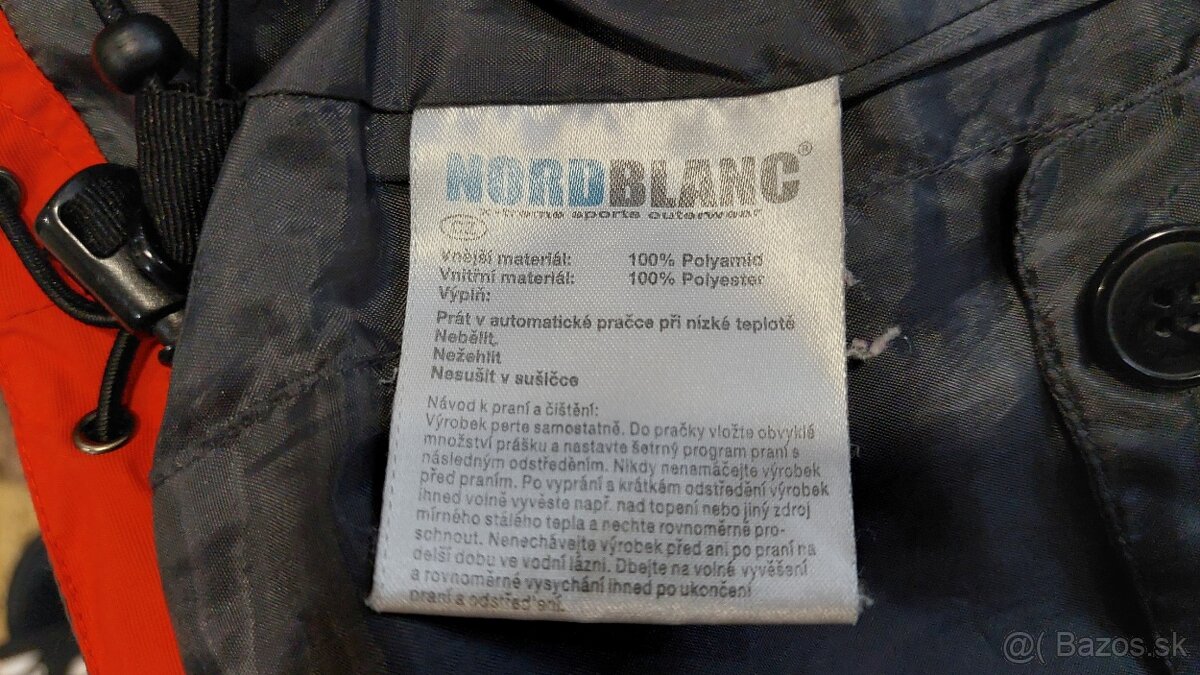 NORDBLANC®
X-treme sports outerwear
CZ
Vnější materiál: 100% Polyamid
Vnitřní materiál: 100% Polyester
Výplň:
Prát v automatické pračce při nízké teplotě
Nebělit,
Nežehlit
Nesušit v sušičce
Návod k praní a čištění:
Výrobek perte samostatně. Do pračky vložte obvyklé
množství prášku a nastavte šetrný program praní s
následným odstředěním. Nikdy nenamáčejte výrobek
před praním. Po vyprání a krátkám odstředění výrobek
ihned volně vyvěste např. nad topení nebo jiný zdroj
mírného stálého tepla a nechte rovnoměrně pro-
schnout. Nenechávejte výrobek před ani po praní na
delší dobu ve vodní lázni. Dbejte na volné vyvěšení
a rovnoměrné vysychání ihned po ukončení
praní a odstředění.
@( Bazos.sk